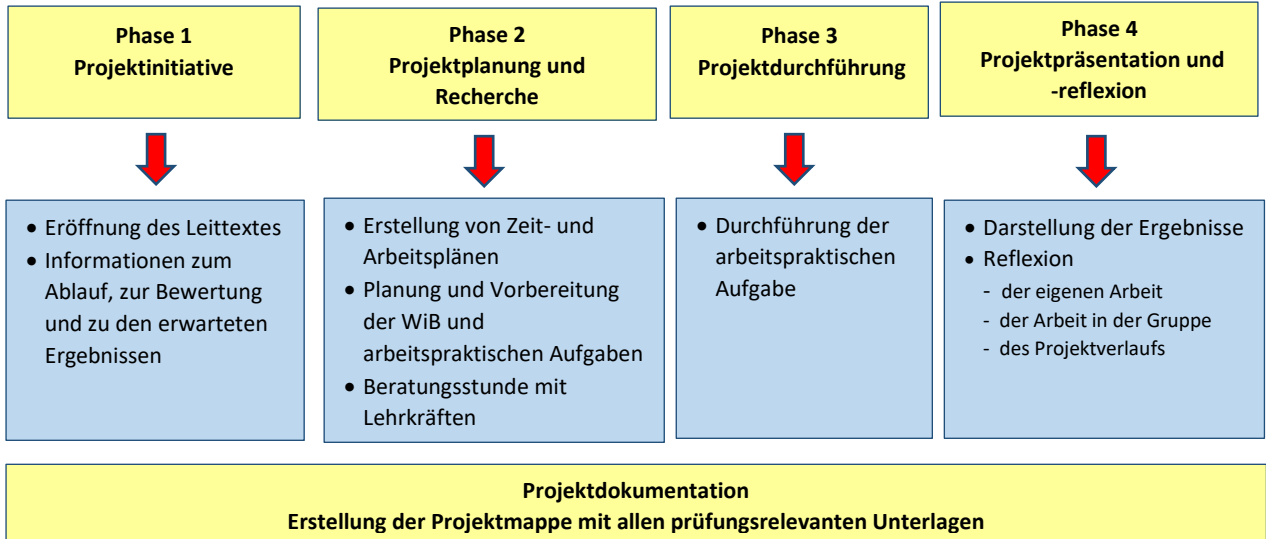 Phase 1
Projektinitiative
Phase 2
Projektplanung und
Recherche
Phase 3
Projektdurchführung
Phase 4
Projektpräsentation und
-reflexion
• Eröffnung des Leittextes
• Informationen zum
Ablauf, zur Bewertung
und zu den erwarteten
Ergebnissen
• Erstellung von Zeit- und
Arbeitsplänen
• Planung und Vorbereitung
der WiB und
arbeitspraktischen Aufgaben
• Beratungsstunde mit
Lehrkräften
• Durchführung der
arbeitspraktischen
Aufgabe
• Darstellung der Ergebnisse
• Reflexion
- der eigenen Arbeit
- der Arbeit in der Gruppe
- des Projektverlaufs
Projektdokumentation
Erstellung der Projektmappe mit allen prüfungsrelevanten Unterlagen